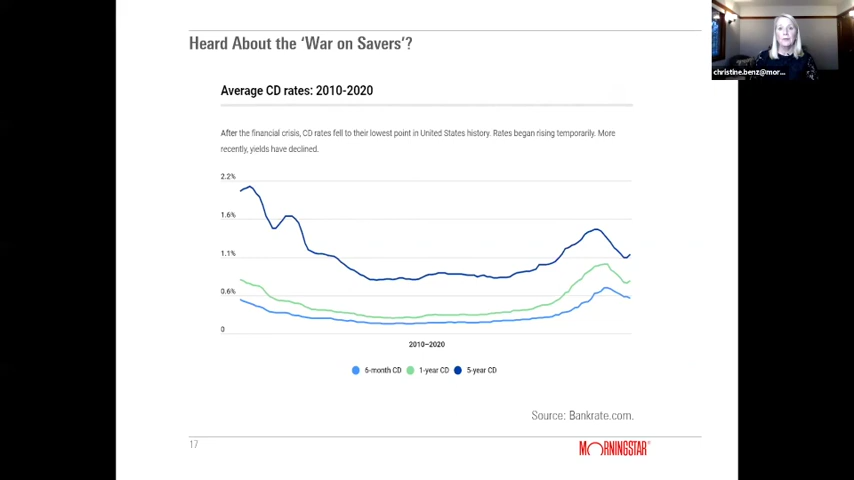 Heard About the 'War on Savers'?
christine.benz@mor...
Average CD rates: 2010-2020
After the financial crisis, CD rates fell to their lowest point in United States history. Rates began rising temporarily. More
recently, yields have declined.
2.2%
1.6%
1.1%
0.6%
0
2010–2020
6-month CD 1-year CD 5-year CD
Source: Bankrate.com.
17
MORNINGSTAR®